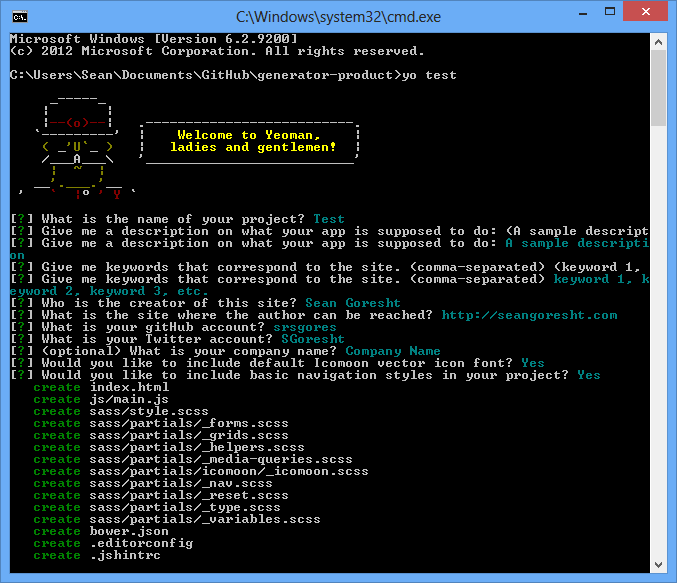 C:\Windows\system32\cmd.exe
Microsoft Windows [Version 6.2.9200]
(c) 2012 Microsoft Corporation. All rights reserved.
C:\Users\Sean\Documents\GitHub\generator-product>yo test
Welcome to Yeoman,
ladies and gentlemen!
[?] What is the name of your project? Test
[?] Give me a description on what your app is supposed to do: (A sample descript
[?] Give me a description on what your app is supposed to do: A sample descripti
on
[?] Give me keywords that correspond to the site. (comma-separated) (keyword 1,
[?] Give me keywords that correspond to the site. (comma-separated) keyword 1, k
eyword 2, keyword 3, etc.
[?] Who is the creator of this site? Sean Goresht
[?] What is the site where the author can be reached? http://seangoresht.com
[?] What is your gitHub account? srsgores
[?] What is your Twitter account? SGoresht
[?] (optional) What is your company name? Company Name
[?] Would you like to include default Icomoon vector icon font? Yes
[?] Would you like to include basic navigation styles in your project? Yes
create index.html
create js/main.js
create sass/style.scss
create sass/partials/_forms.scss
create sass/partials/_grids.scss
create sass/partials/_helpers.scss
create sass/partials/_media-queries.scss
create sass/partials/icomoon/_icomoon.scss
create sass/partials/_nav.scss
create sass/partials/_reset.scss
create sass/partials/_type.scss
create sass/partials/_variables.scss
create bower.json
create .editorconfig
create .jshintrc